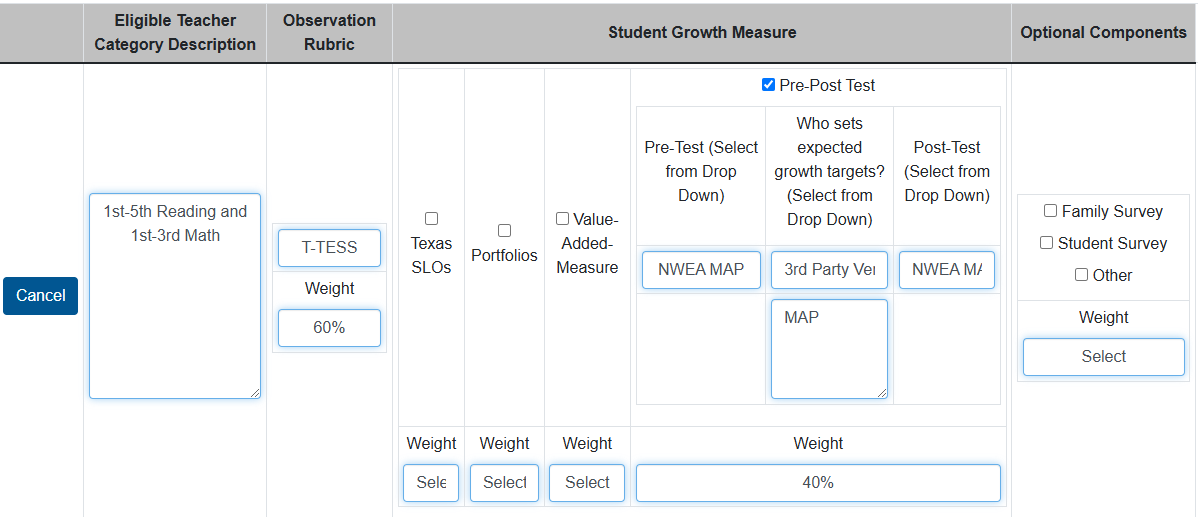 Eligible Teacher
Category Description
Observation
Rubric
Student Growth Measure
Optional Components
Cancel
1st-5th Reading and
1st-3rd Math
T-TESS
Weight
60%
Texas
SLOs
Portfolios
Value-
Added-
Measure
Pre-Post Test
Pre-Test (Select
from Drop
Down)
Who sets
expected
growth targets?
(Select from
Drop Down)
Post-Test
(Select from
Drop Down)
NWEA MAP
3rd Party Ver
NWEA MA
MAP
Weight
Sele
Weight
Select
Weight
Select
Weight
40%
Family Survey
Student Survey
Other
Weight
Select